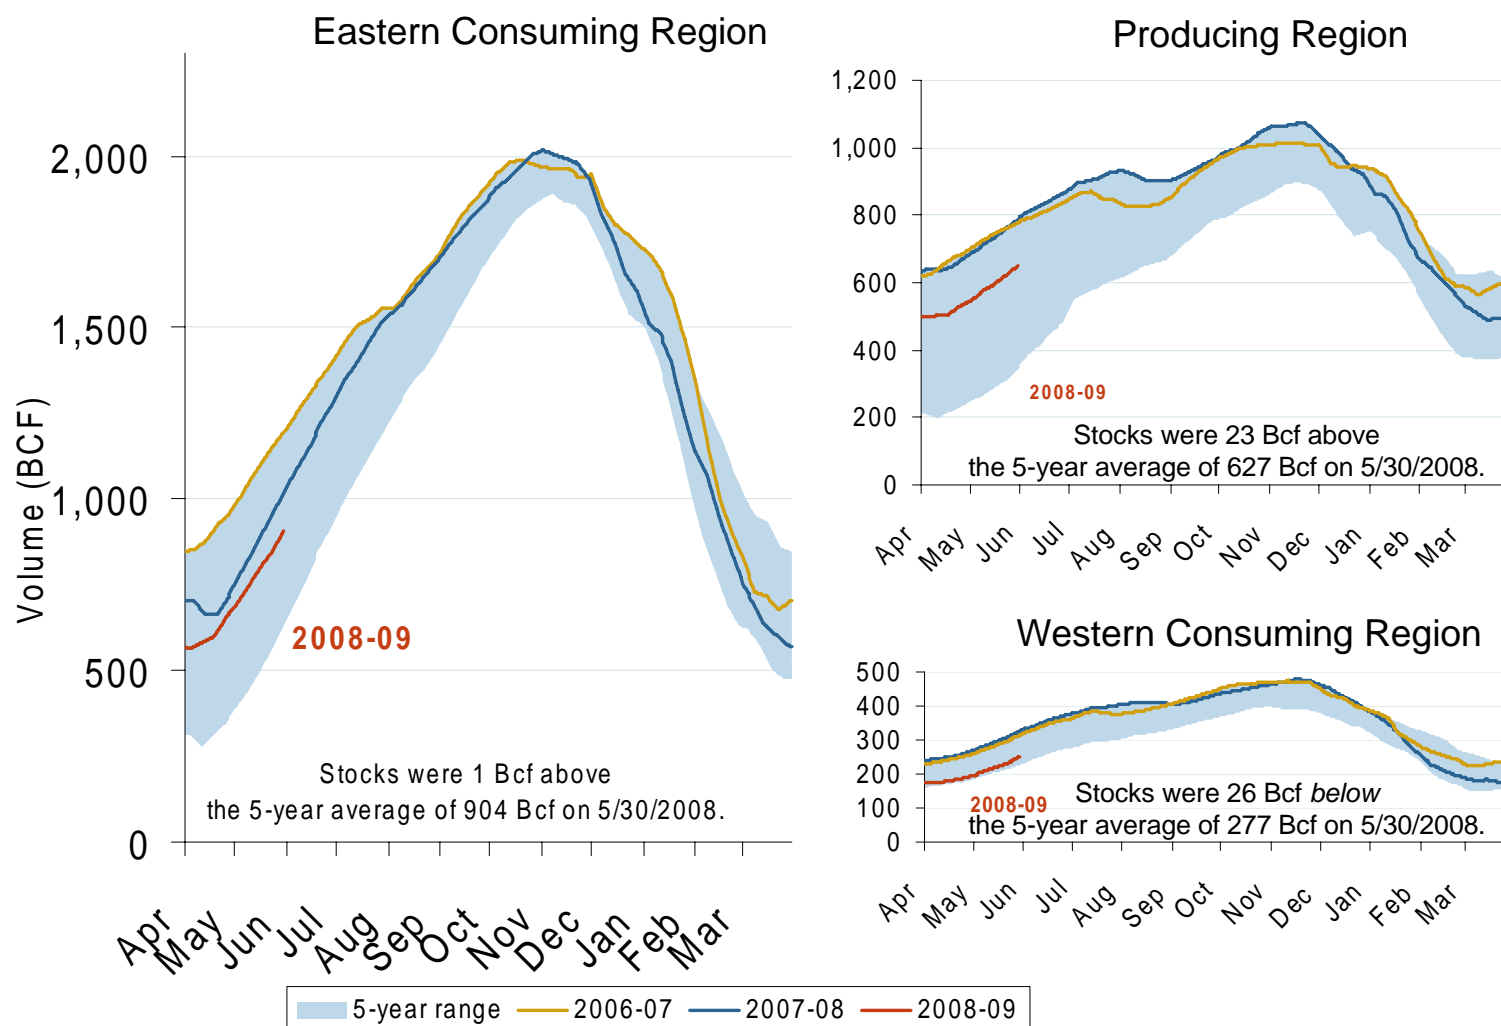 Eastern Consuming Region
Volume (BCF)
2,000
1,500
1,000
500
0
2008-09
Stocks were 1 Bcf above
the 5-year average of 904 Bcf on 5/30/2008.
Apr May Jun Jul Aug Sep Oct Nov Dec Jan Feb Mar
Producing Region
1,200
1,000
800
600
400
200
0
2008-09
Stocks were 23 Bcf above
the 5-year average of 627 Bcf on 5/30/2008.
Apr May Jun Jul Aug Sep Oct Nov Dec Jan Feb Mar
Western Consuming Region
500
400
300
200
100
0
2008-09
Stocks were 26 Bcf below
the 5-year average of 277 Bcf on 5/30/2008.
Apr May Jun Jul Aug Sep Oct Nov Dec Jan Feb Mar
5-year range 2006-07 2007-08 2008-09